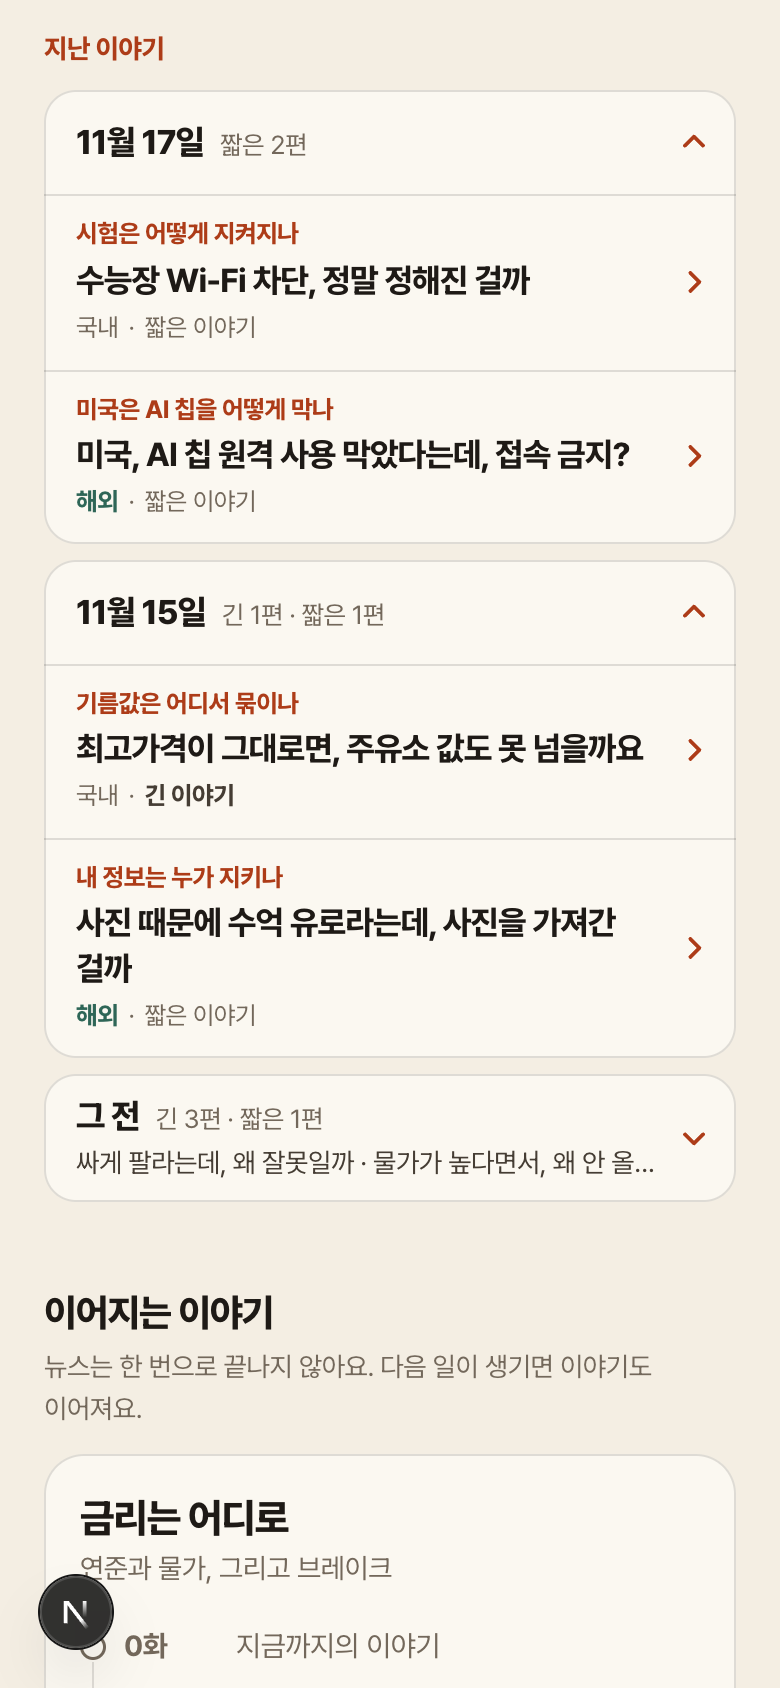 지난 이야기
11월 17일 짧은 2편
시험은 어떻게 지켜지나
수능장 Wi-Fi 차단, 정말 정해진 걸까
국내 · 짧은 이야기
미국은 AI 칩을 어떻게 막나
미국, AI 칩 원격 사용 막았다는데, 접속 금지?
해외 · 짧은 이야기
11월 15일 긴 1편 · 짧은 1편
기름값은 어디서 묶이나
최고가격이 그대로면, 주유소 값도 못 넘을까요
국내 · 긴 이야기
내 정보는 누가 지키나
사진 때문에 수억 유로라는데, 사진을 가져간
걸까
해외 · 짧은 이야기
그 전 긴 3편 · 짧은 1편
싸게 팔라는데, 왜 잘못일까 · 물가가 높다면서, 왜 안 올...
이어지는 이야기
뉴스는 한 번으로 끝나지 않아요. 다음 일이 생기면 이야기도
이어져요.
금리는 어디로
연준과 물가, 그리고 브레이크
N
0화 지금까지의 이야기